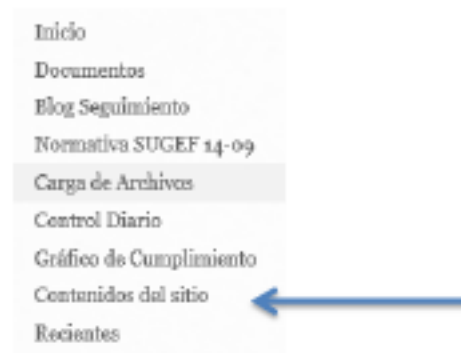 Inicio
Documentos
Blog Seguimiento
Normativa SUGEF 14-09
Carga de Archivos
Control Diario
Gráfico de Cumplimiento
Contenidos del sitio
Recientes